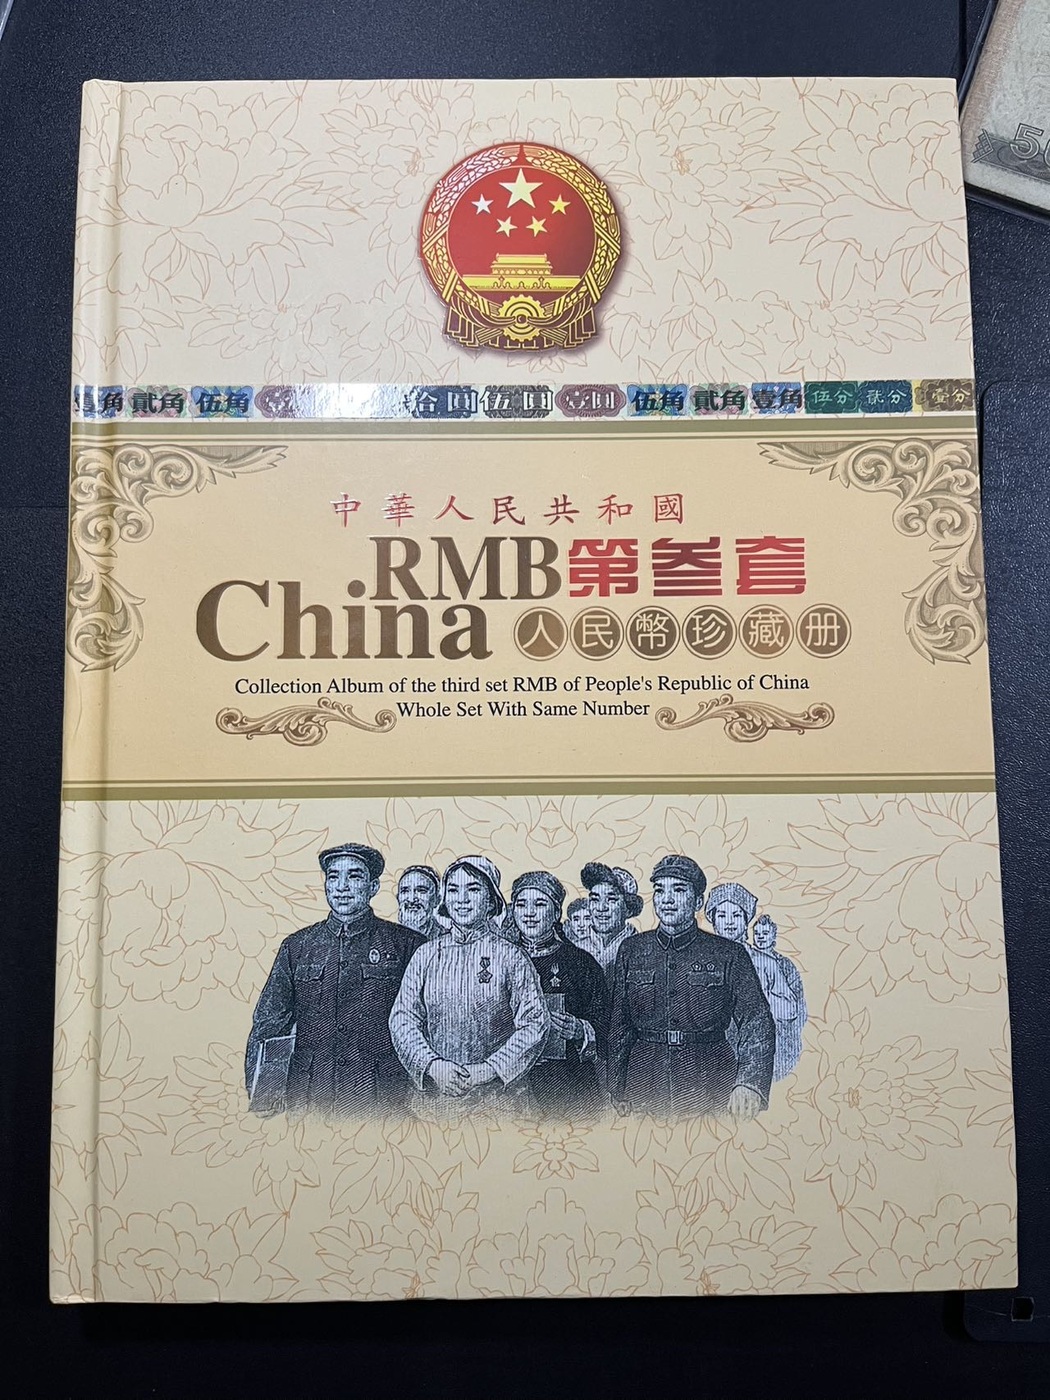 壹角 貳角 伍角 壹 拾圓 伍圓 壹圓 伍角 貳角 壹角 伍分 貳分 壹分
中華人民共和國
RMB第叁套
China 人民幣珍藏册
Collection Album of the third set RMB of People's Republic of China
Whole Set With Same Number